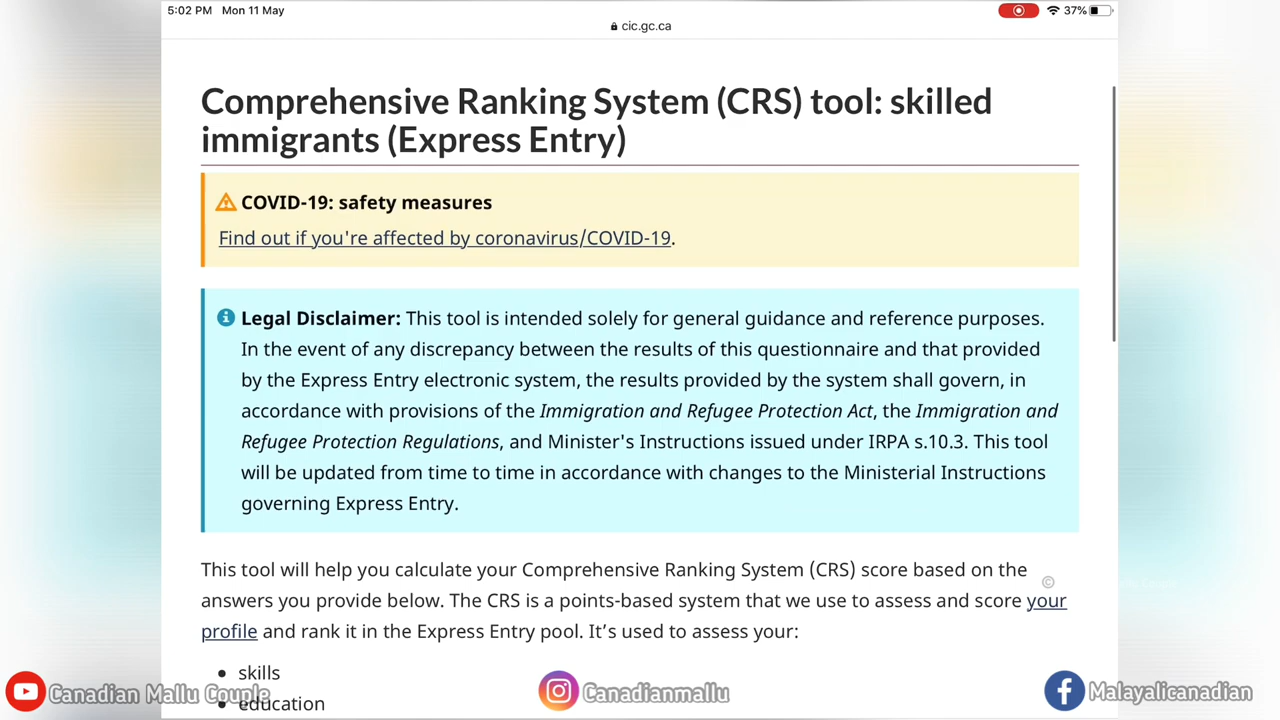 5:02 PM Mon 11 May
37%
cic.gc.ca
Comprehensive Ranking System (CRS) tool: skilled
immigrants (Express Entry)
COVID-19: safety measures
Find out if you're affected by coronavirus/COVID-19.
Legal Disclaimer: This tool is intended solely for general guidance and reference purposes.
In the event of any discrepancy between the results of this questionnaire and that provided
by the Express Entry electronic system, the results provided by the system shall govern, in
accordance with provisions of the Immigration and Refugee Protection Act, the Immigration and
Refugee Protection Regulations, and Minister's Instructions issued under IRPA s.10.3. This tool
will be updated from time to time in accordance with changes to the Ministerial Instructions
governing Express Entry.
This tool will help you calculate your Comprehensive Ranking System (CRS) score based on the
©
answers you provide below. The CRS is a points-based system that we use to assess and score your
profile and rank it in the Express Entry pool. It’s used to assess your:
• skills
• education
Canadian Mallu Couple
Canadianmallu
Malayalicanadian